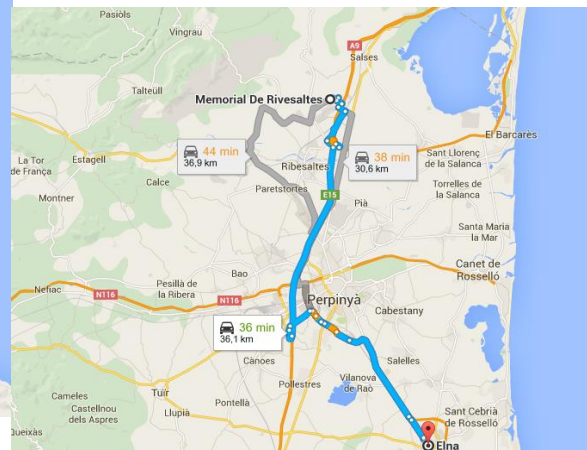 Pasiòls
Vingrau
A9
Salses
Memorial De Rivesaltes
Talteüll
44 min
36,9 km
38 min
30,6 km
El Barcarès
La Tor
de França
Estagell
Calce
Ribesaltes
Paretstortes
Sant Llorenç
de la Salanca
Torrelles de
la Salanca
Montner
E15
Pià
Santa Maria
la Mar
Bao
Canet de
Rosselló
Nefiac
N116
Pesillà de
la Ribera
N116
Perpinyà
Cabestany
36 min
36,1 km
Cànoes
Salelles
Pollestres
Vilanova
de Raò
Cameles
Tuïr
Pontellà
Castellnou
dels Aspres
Llupià
Sant Cebrià
de Rosselló
Queixàs
Elna